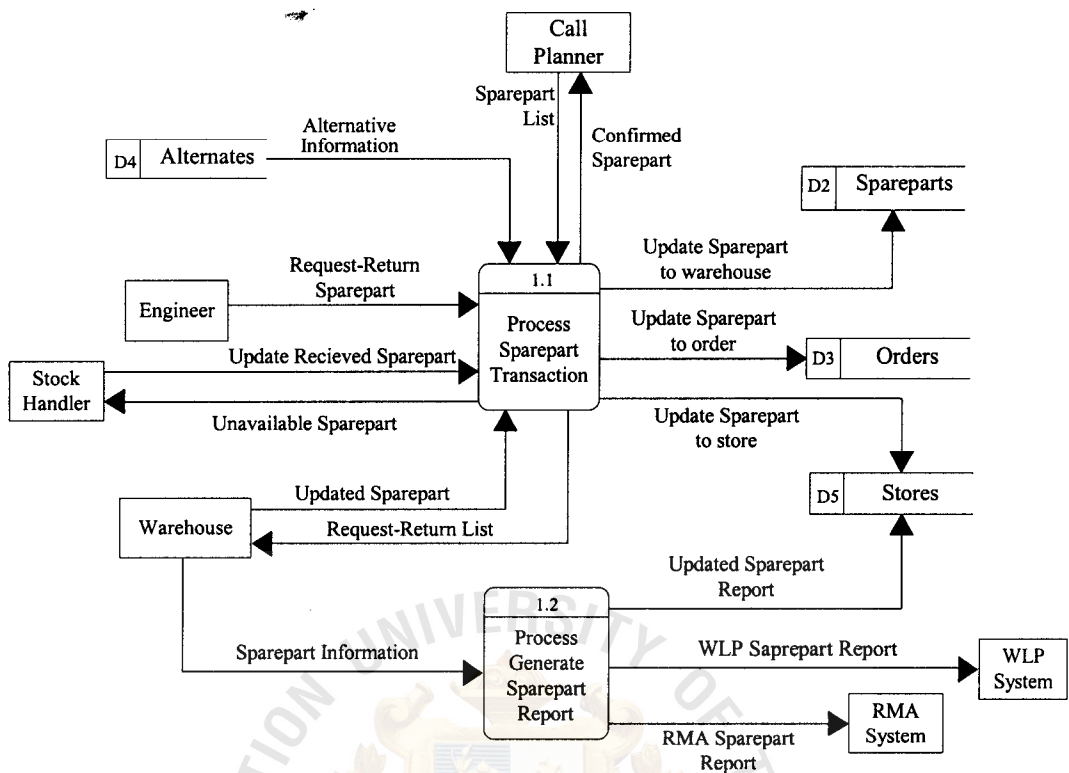 Call
Planner
Sparepart
List
Confirmed
Sparepart
Alternative
Information
D4 Alternates
D2 Spareparts
Request-Return
Sparepart
Engineer
1.1
Process
Sparepart
Transaction
Update Sparepart
to warehouse
Update Sparepart
to order
D3 Orders
Update Recieved Sparepart
Stock
Handler
Unavailable Sparepart
Update Sparepart
to store
D5 Stores
Updated Sparepart
Warehouse
Request-Return List
Updated Sparepart
Report
1.2
Process
Generate
Sparepart
Report
Sparepart Information
WLP Saprepart Report
WLP
System
RMA Sparepart
Report
RMA
System
UNIVERSITY OF